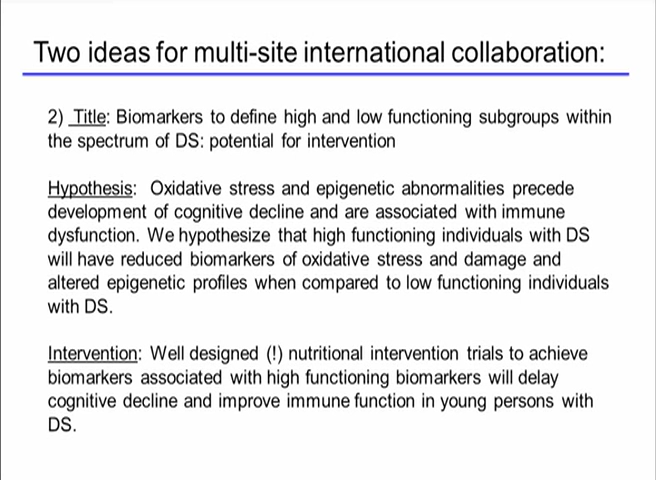 Two ideas for multi-site international collaboration:
2) Title: Biomarkers to define high and low functioning subgroups within
the spectrum of DS: potential for intervention
Hypothesis: Oxidative stress and epigenetic abnormalities precede
development of cognitive decline and are associated with immune
dysfunction. We hypothesize that high functioning individuals with DS
will have reduced biomarkers of oxidative stress and damage and
altered epigenetic profiles when compared to low functioning individuals
with DS.
Intervention: Well designed (!) nutritional intervention trials to achieve
biomarkers associated with high functioning biomarkers will delay
cognitive decline and improve immune function in young persons with
DS.